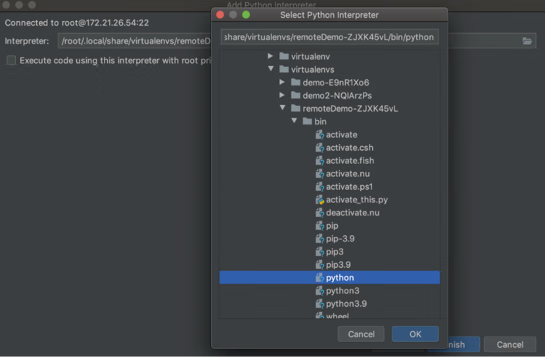 Add Python Interpreter
Select Python Interpreter
Connected to root@172.21.26.54:22
Interpreter: /root/.local/share/virtualenvs/remoteD
share/virtualenvs/remoteDemo-ZJXK45vL/bin/python
Execute code using this interpreter with root pri
virtualenv
virtualenvs
demo-E9nR1Xo6
demo2-NQlArzPs
remoteDemo-ZJXK45vL
bin
activate
activate.csh
activate.fish
activate.nu
activate.ps1
activate_this.py
deactivate.nu
pip
pip-3.9
pip3
pip3.9
python
python3
python3.9
wheel
Cancel OK
nish Cancel